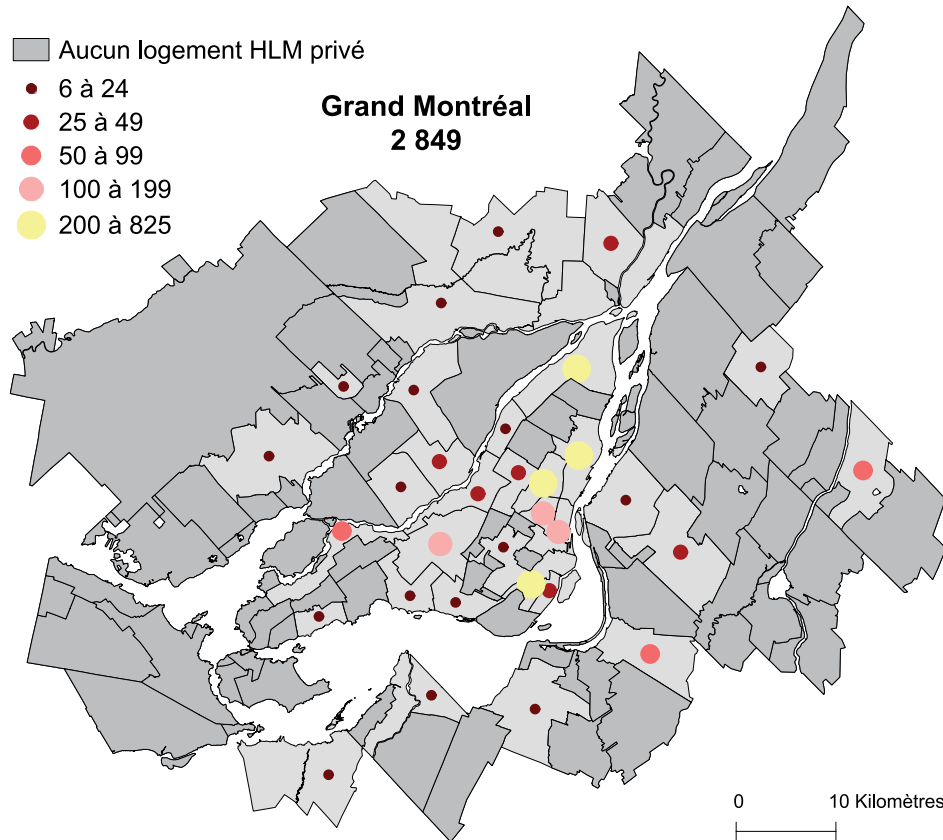 Aucun logement HLM privé
6 à 24
25 à 49
50 à 99
100 à 199
200 à 825
Grand Montréal
2 849
0 10 Kilomètres